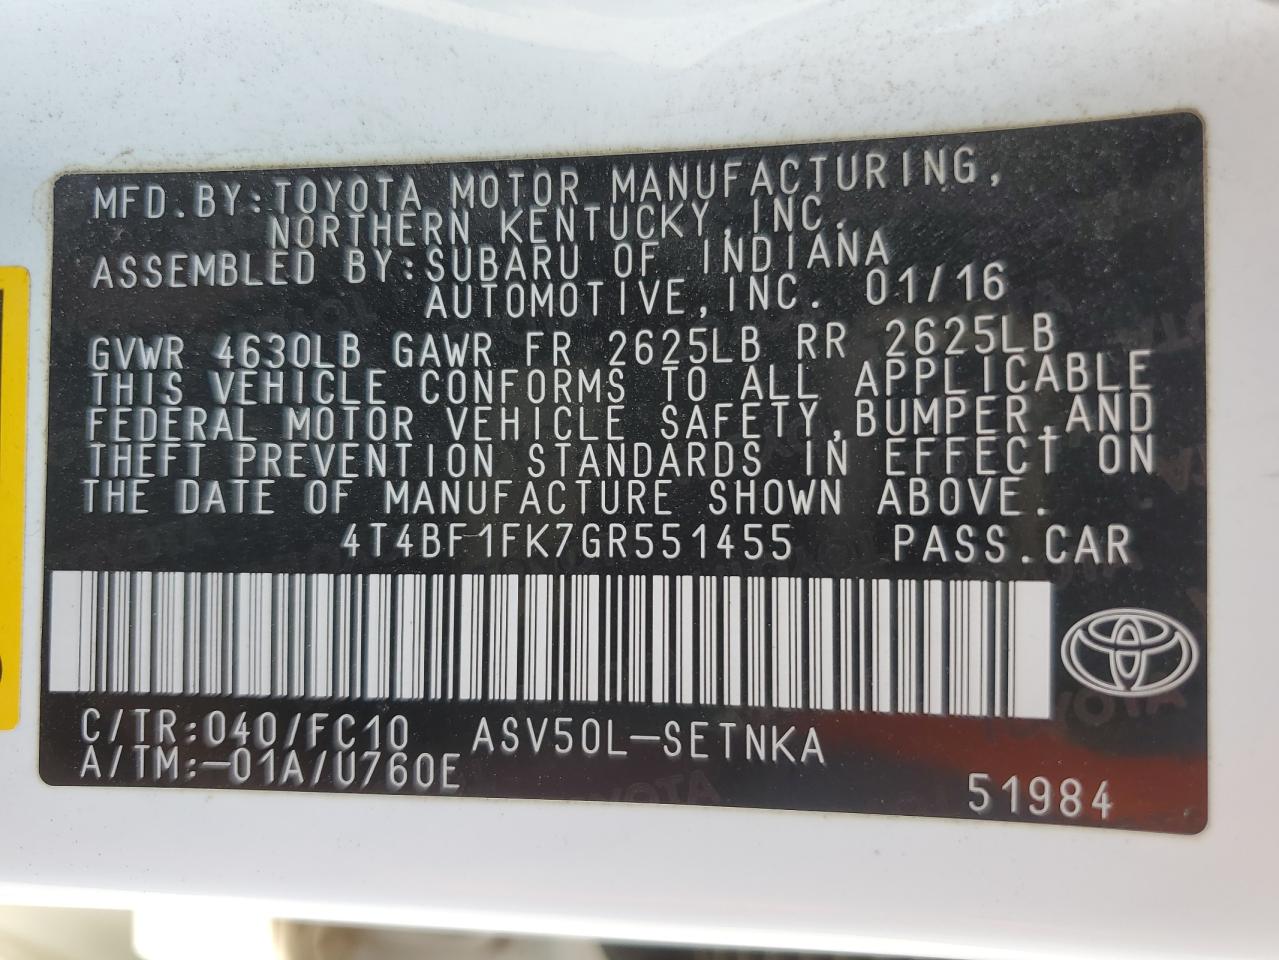 MFD.BY:TOYOTA MOTOR MANUFACTURING,
NORTHERN KENTUCKY,INC.
ASSEMBLED BY:SUBARU OF INDIANA
AUTOMOTIVE,INC. 01/16
GVWR 4630LB GAWR FR 2625LB RR 2625LB
THIS VEHICLE CONFORMS TO ALL APPLICABLE
FEDERAL MOTOR VEHICLE SAFETY,BUMPER,AND
THEFT PREVENTION STANDARDS IN EFFECT ON
THE DATE OF MANUFACTURE SHOWN ABOVE.
4T4BF1FK7GR551455 PASS.CAR
C/TR:040/FC10 ASV50L-SETNKA
A/TM:-01A/U760E
51984